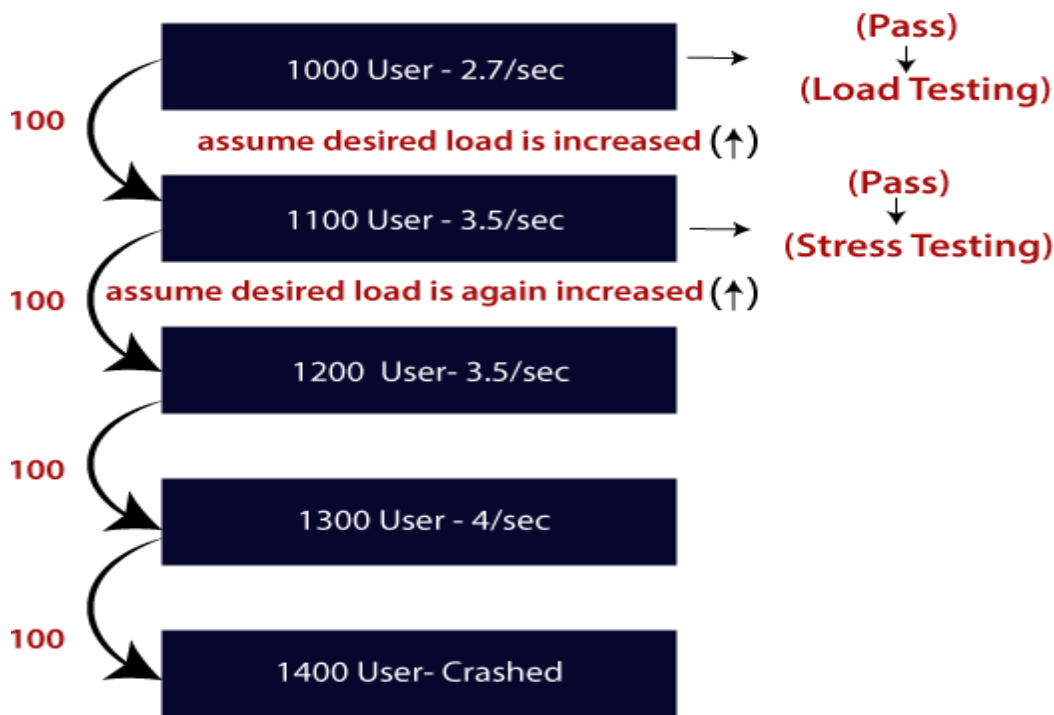 1000 User - 2.7/sec
(Pass)
(Load Testing)
100
assume desired load is increased (↑)
1100 User - 3.5/sec
(Pass)
(Stress Testing)
100
assume desired load is again increased (↑)
1200 User- 3.5/sec
100
1300 User - 4/sec
100
1400 User- Crashed